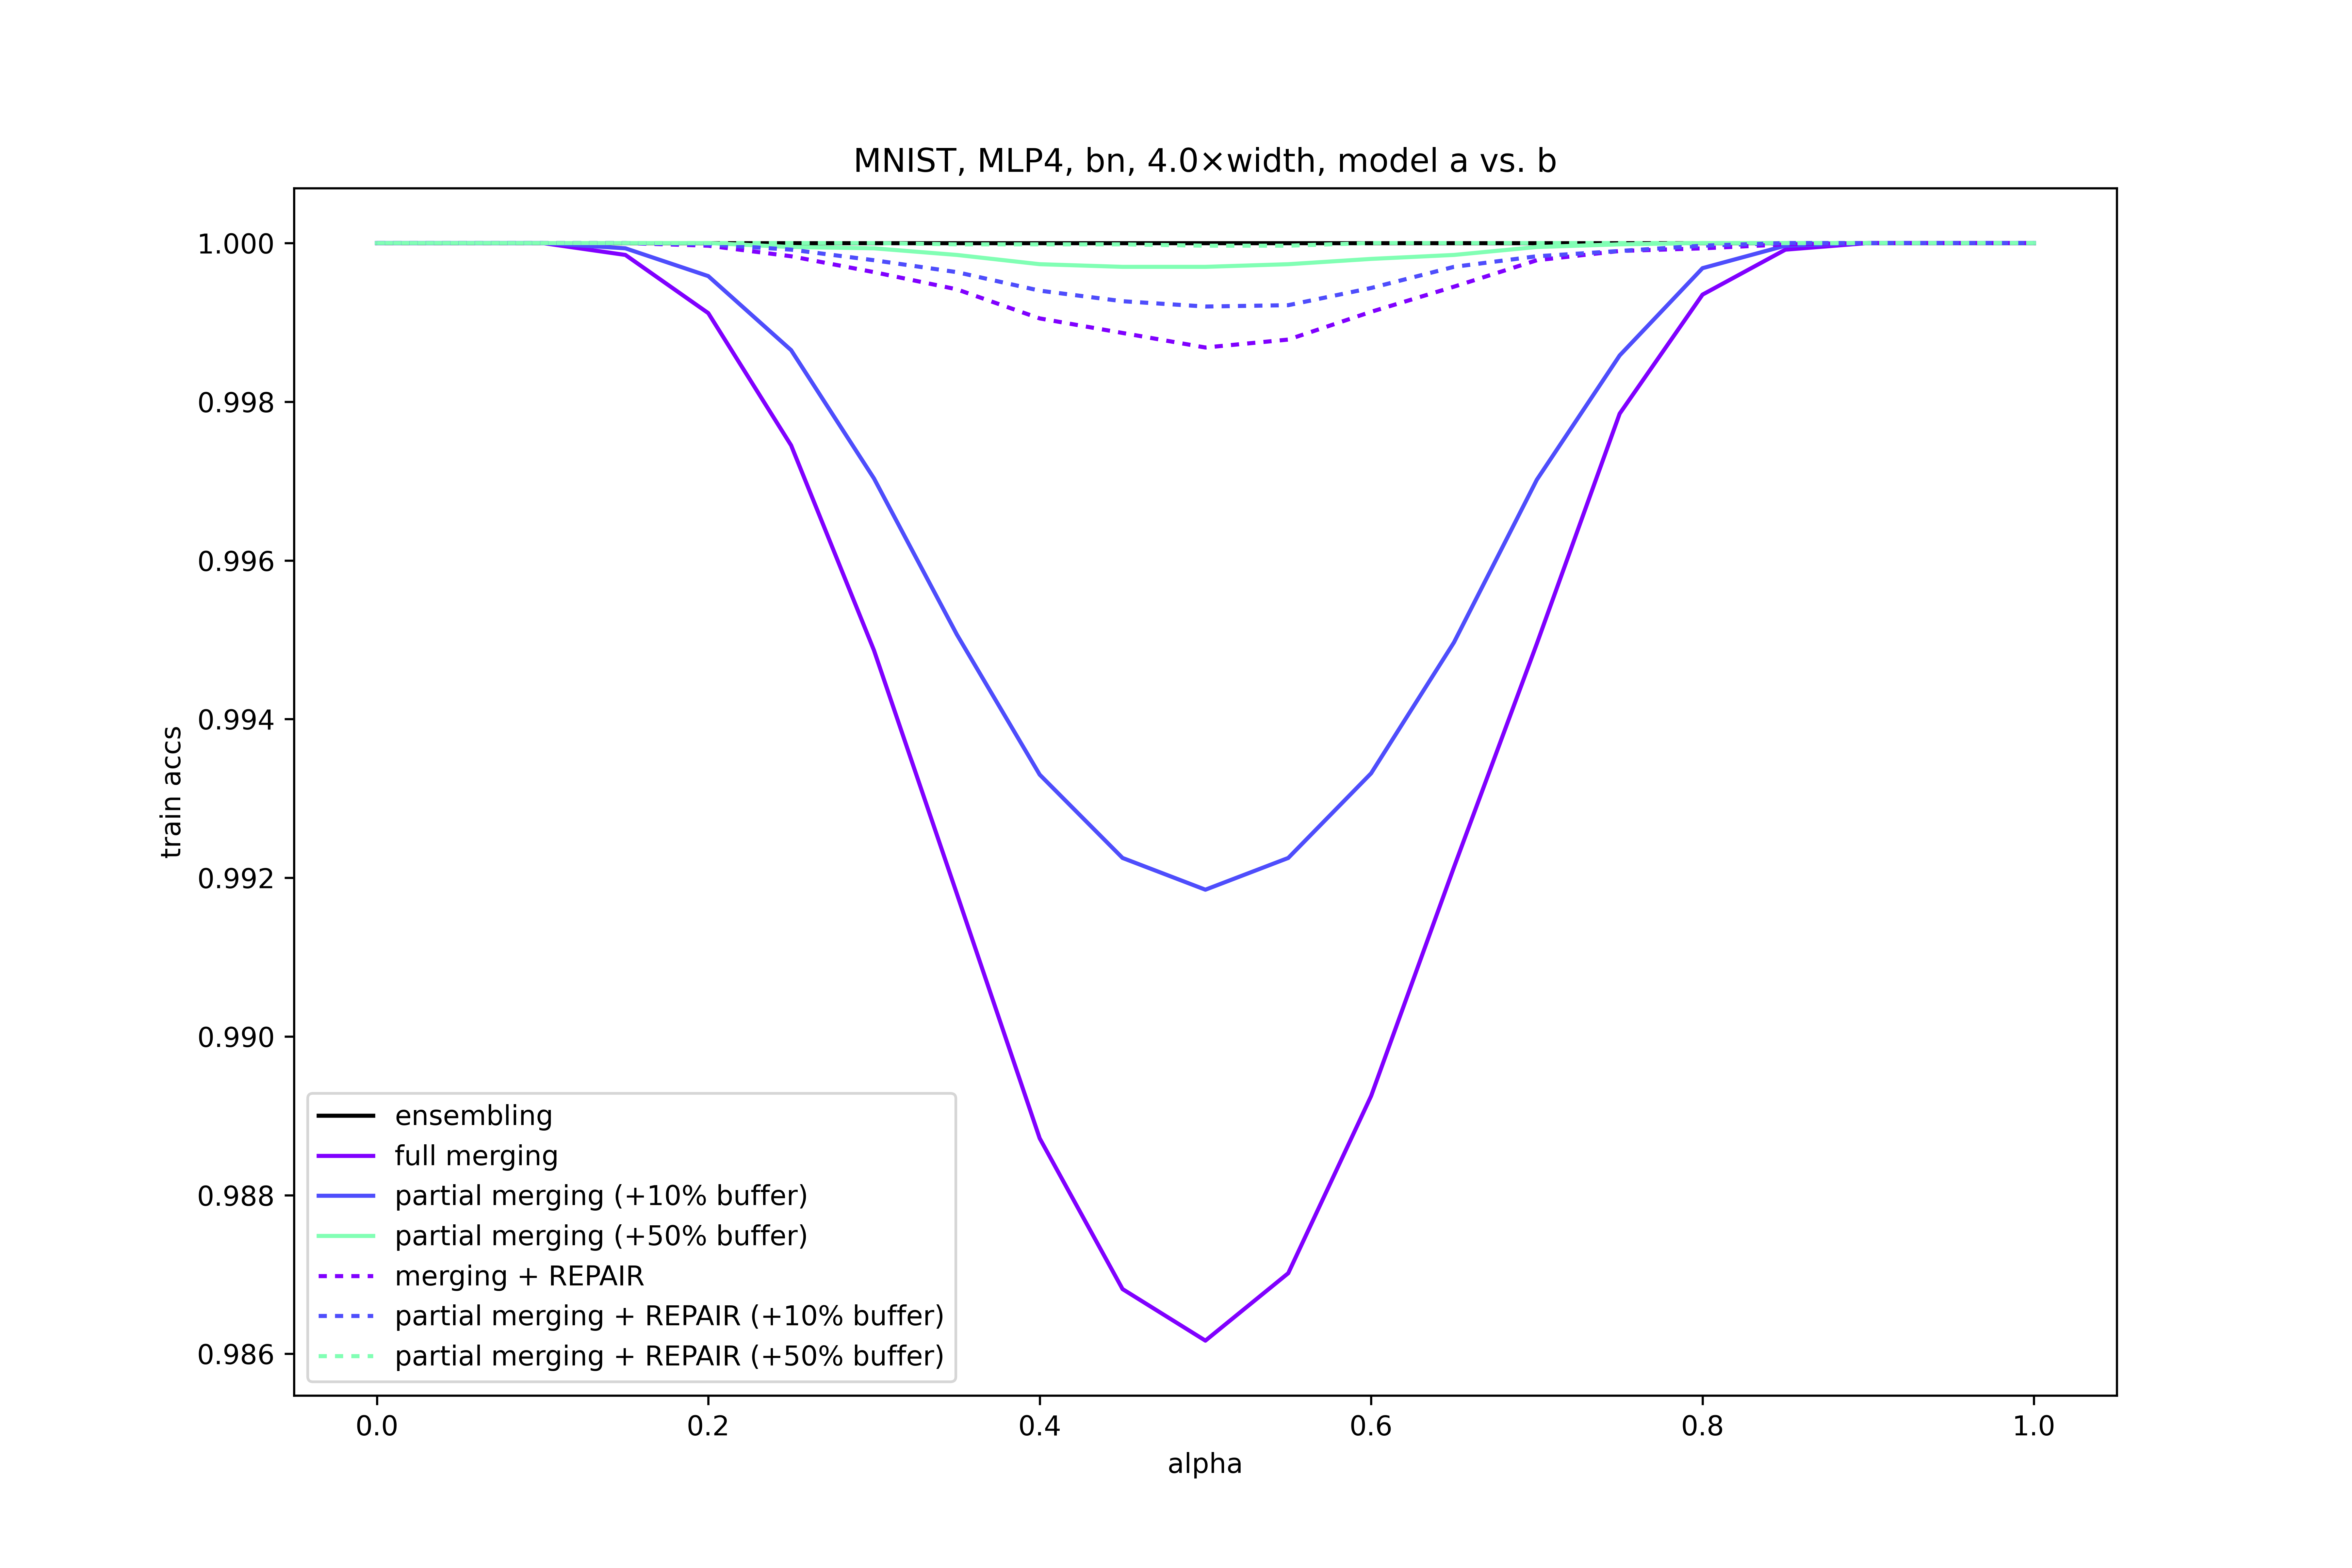 MNIST, MLP4, bn, 4.0×width, model a vs. b
1.000
0.998
0.996
0.994
0.992
0.990
0.988
0.986
train accs
ensembling
full merging
partial merging (+10% buffer)
partial merging (+50% buffer)
merging + REPAIR
partial merging + REPAIR (+10% buffer)
partial merging + REPAIR (+50% buffer)
0.0 0.2 0.4 0.6 0.8 1.0
alpha